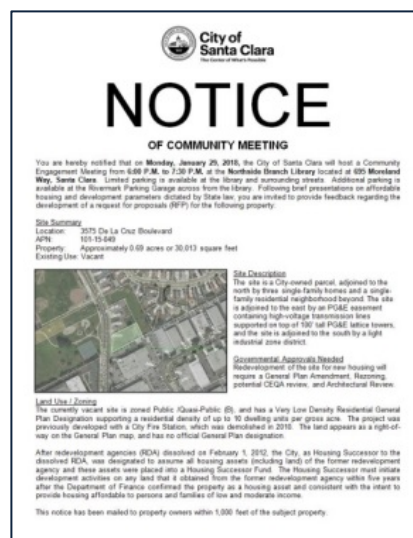 City of
Santa Clara
The Center of What's Possible
NOTICE
OF COMMUNITY MEETING
You are hereby notified that on Monday, January 29, 2018, the City of Santa Clara will host a Community
Engagement Meeting from 6:00 P.M. to 7:30 P.M. at the Northside Branch Library located at 695 Moreland
Way, Santa Clara. Limited parking is available at the library and surrounding streets. Additional parking is
available at the Rivermark Parking Garage across from the library. Following brief presentations on affordable
housing and development parameters dictated by State law, you are invited to provide feedback regarding the
development of a request for proposals (RFP) for the following property:
Site Summary
Location: 3575 De La Cruz Boulevard
APN: 101-15-049
Property: Approximately 0.69 acres or 30,013 square feet
Existing Use: Vacant
Site Description
The site is a City-owned parcel, adjoined to the
north by three single-family homes and a single-
family residential neighborhood beyond. The site
is adjoined to the east by an PG&E easement
containing high-voltage transmission lines
supported on top of 100' tall PG&E lattice towers,
and the site is adjoined to the south by a light
industrial zone district.
Governmental Approvals Needed
Redevelopment of the site for new housing will
require a General Plan Amendment, Rezoning,
potential CEQA review, and Architectural Review.
Land Use / Zoning
The currently vacant site is zoned Public /Quasi-Public (B), and has a Very Low Density Residential General
Plan Designation supporting a residential density of up to 10 dwelling units per gross acre. The project was
previously developed with a City Fire Station, which was demolished in 2010. The land appears as a right-of-
way on the General Plan map, and has no official General Plan designation.
After redevelopment agencies (RDA) dissolved on February 1, 2012, the City, as Housing Successor to the
dissolved RDA, was designated to assume all housing assets (including land) of the former redevelopment
agency and these assets were placed into a Housing Successor Fund. The Housing Successor must initiate
development activities on any land that it obtained from the former redevelopment agency within five years
after the Department of Finance confirmed the property as a housing asset and consistent with the intent to
provide housing affordable to persons and families of low and moderate income.
This notice has been mailed to property owners within 1,000 feet of the subject property.